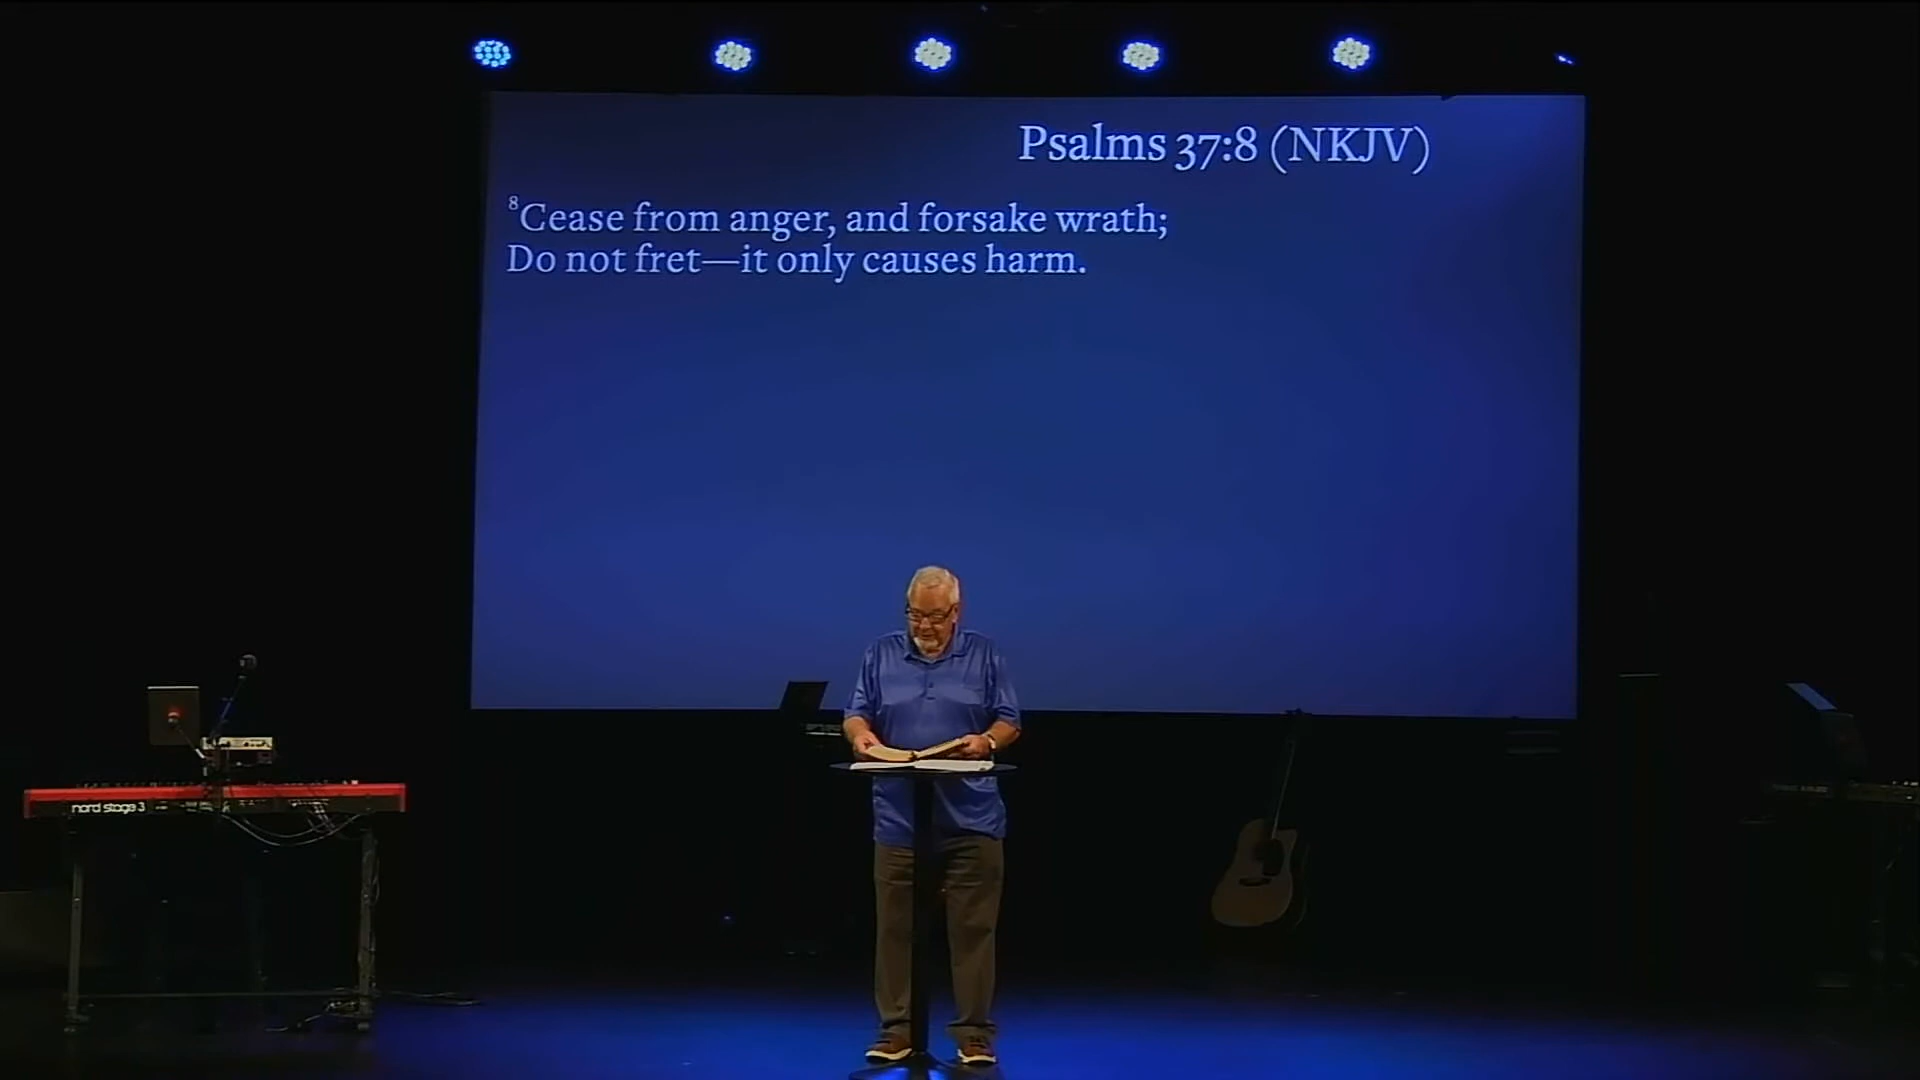 Psalms 37:8 (NKJV)
⁸Cease from anger, and forsake wrath;
Do not fret—it only causes harm.
nord stage 3